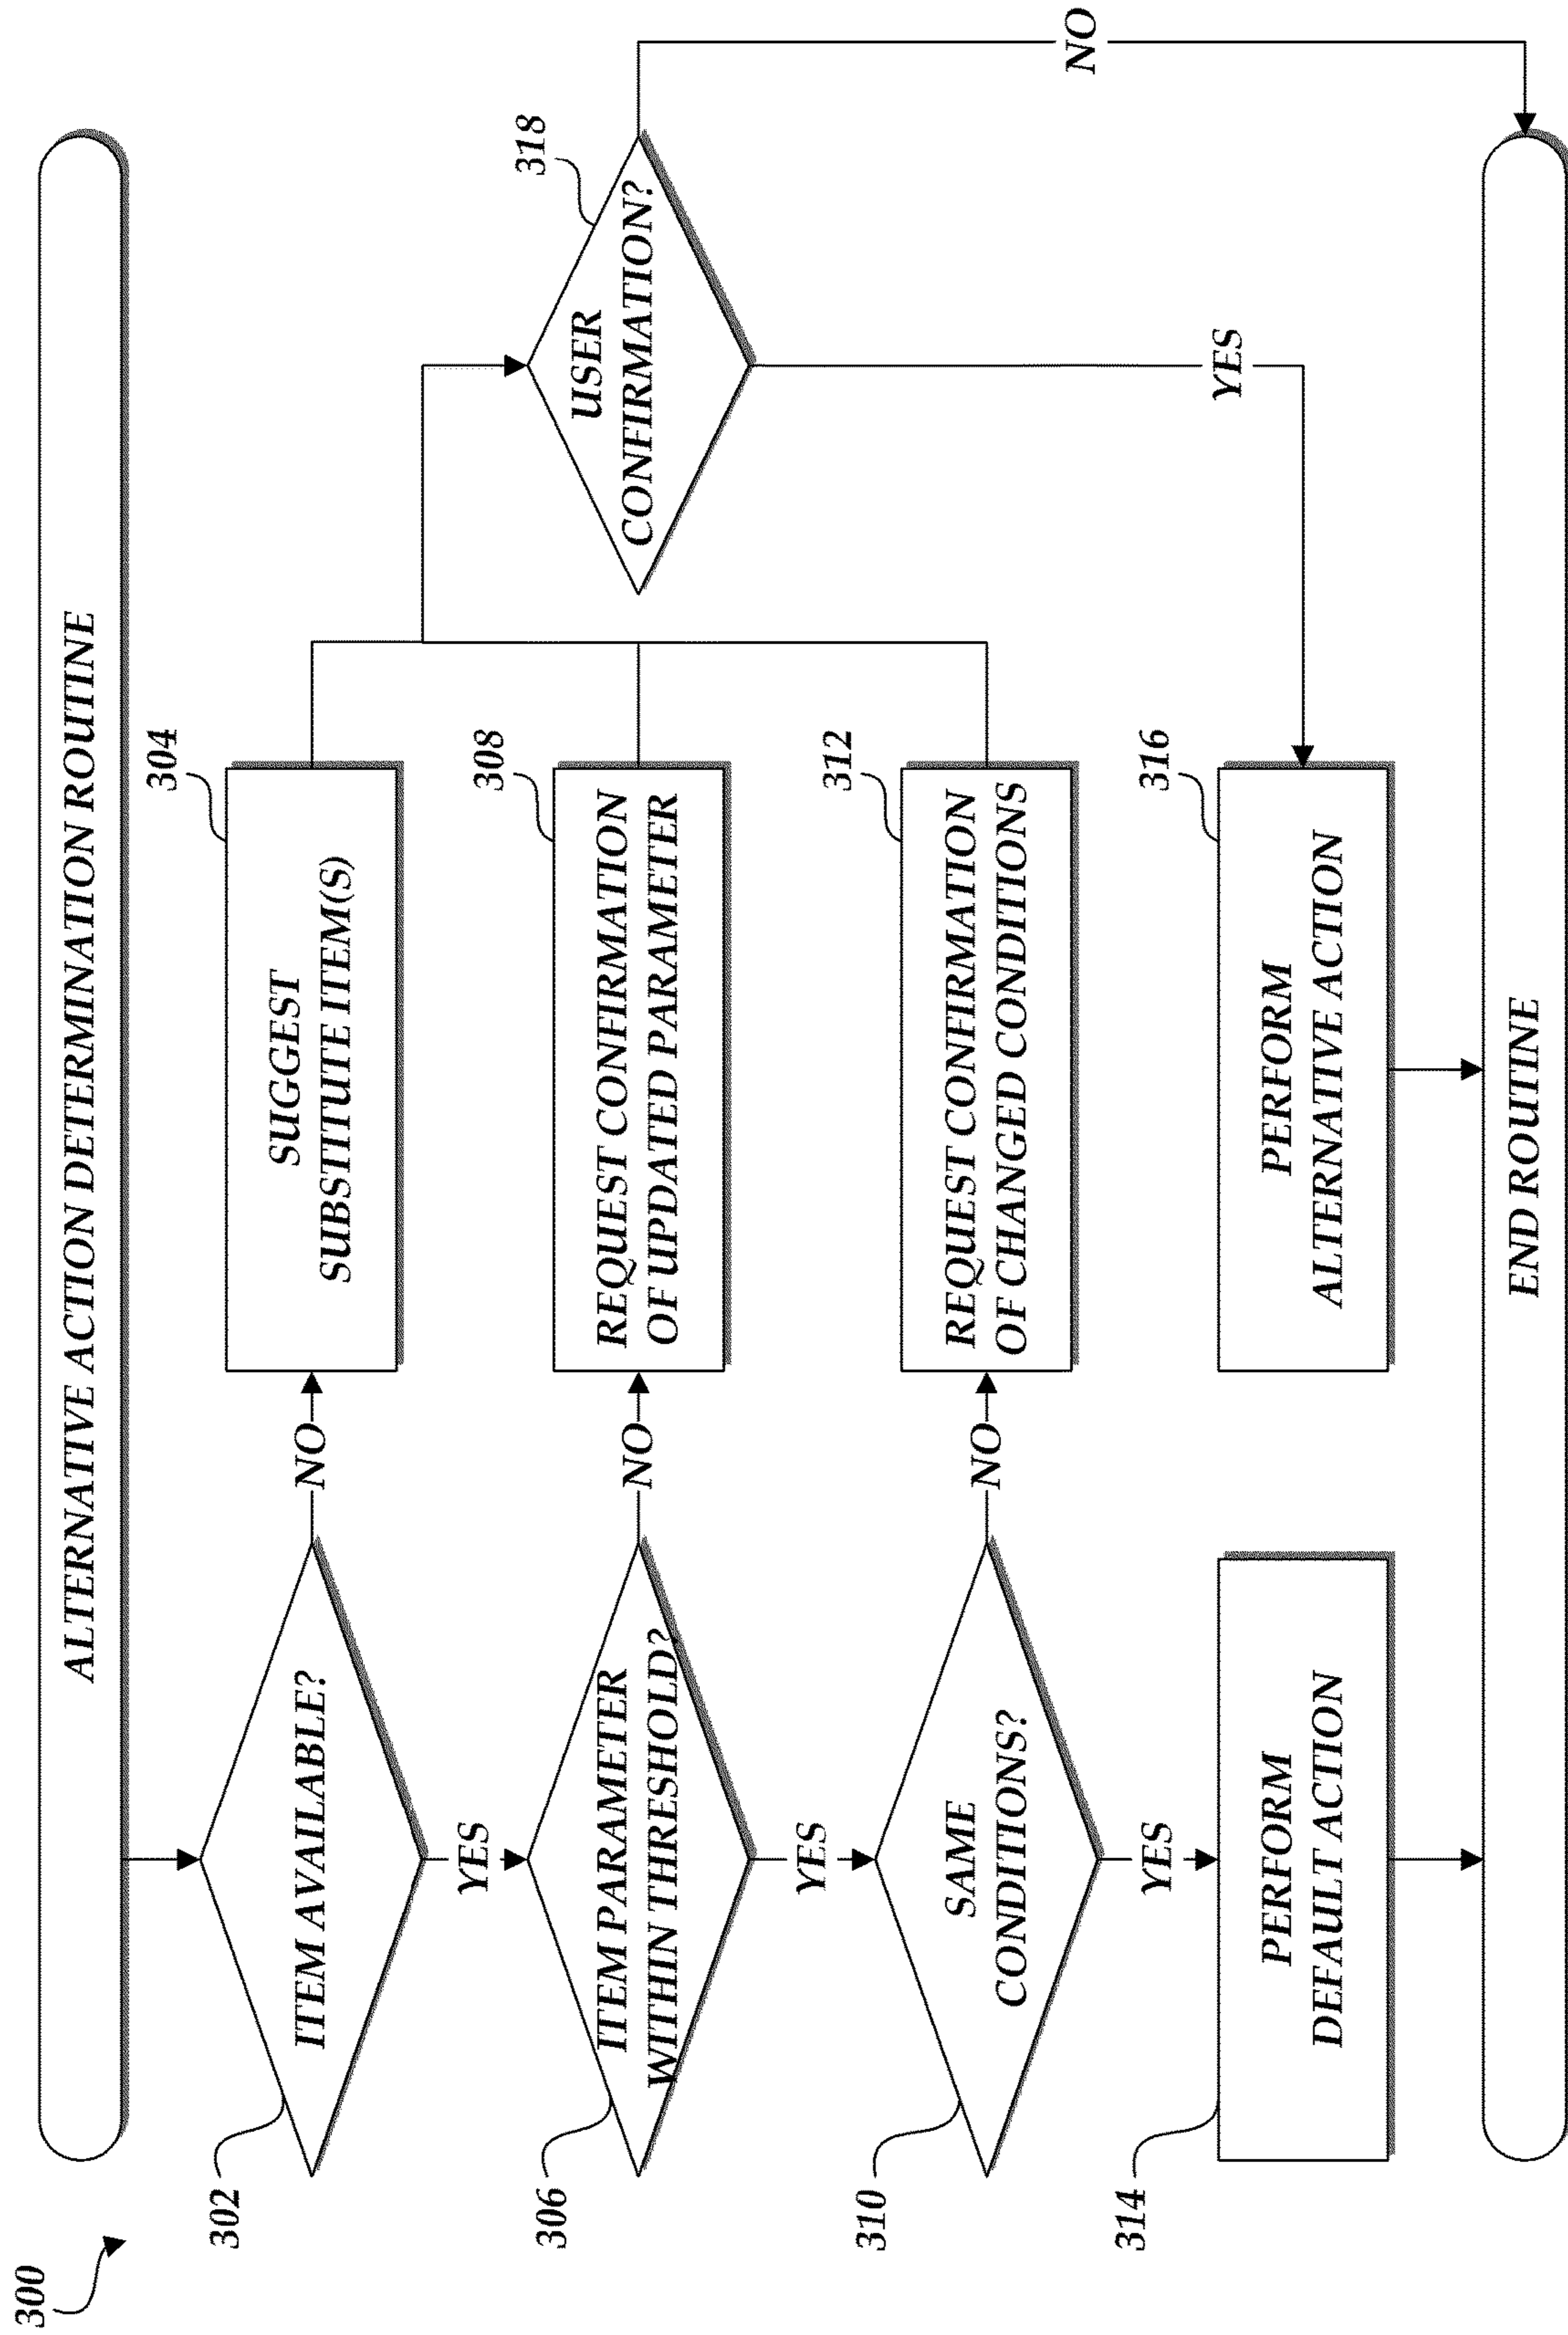 300
ALTERNATIVE ACTION DETERMINATION ROUTINE
302
ITEM AVAILABLE?
NO
304
SUGGEST
SUBSTITUTE ITEM(S)
YES
306
ITEM PARAMETER
WITHIN THRESHOLD?
NO
308
REQUEST CONFIRMATION
OF UPDATED PARAMETER
318
USER
CONFIRMATION?
YES
310
SAME
CONDITIONS?
NO
312
REQUEST CONFIRMATION
OF CHANGED CONDITIONS
NO
YES
314
PERFORM
DEFAULT ACTION
316
PERFORM
ALTERNATIVE ACTION
YES
END ROUTINE